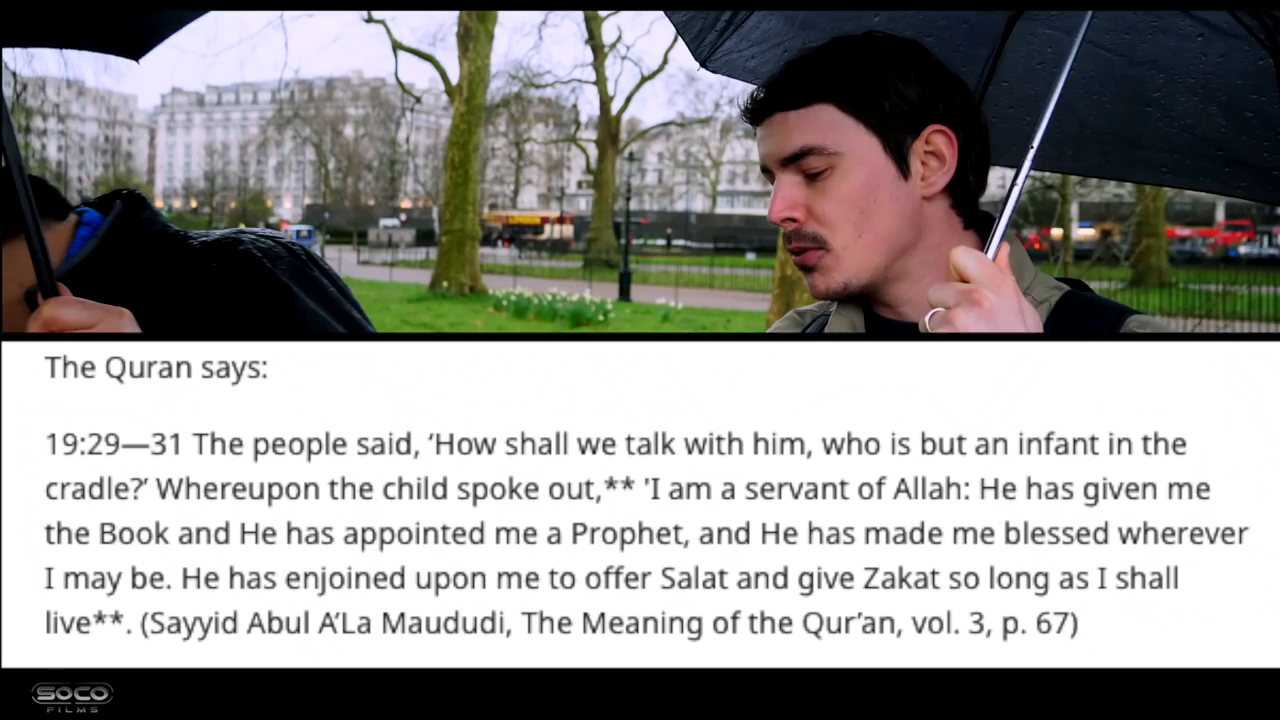 The Quran says:
19:29—31 The people said, ‘How shall we talk with him, who is but an infant in the
cradle?’ Whereupon the child spoke out,** 'I am a servant of Allah: He has given me
the Book and He has appointed me a Prophet, and He has made me blessed wherever
I may be. He has enjoined upon me to offer Salat and give Zakat so long as I shall
live**. (Sayyid Abul A’La Maududi, The Meaning of the Qur’an, vol. 3, p. 67)
SOCO
FILMS